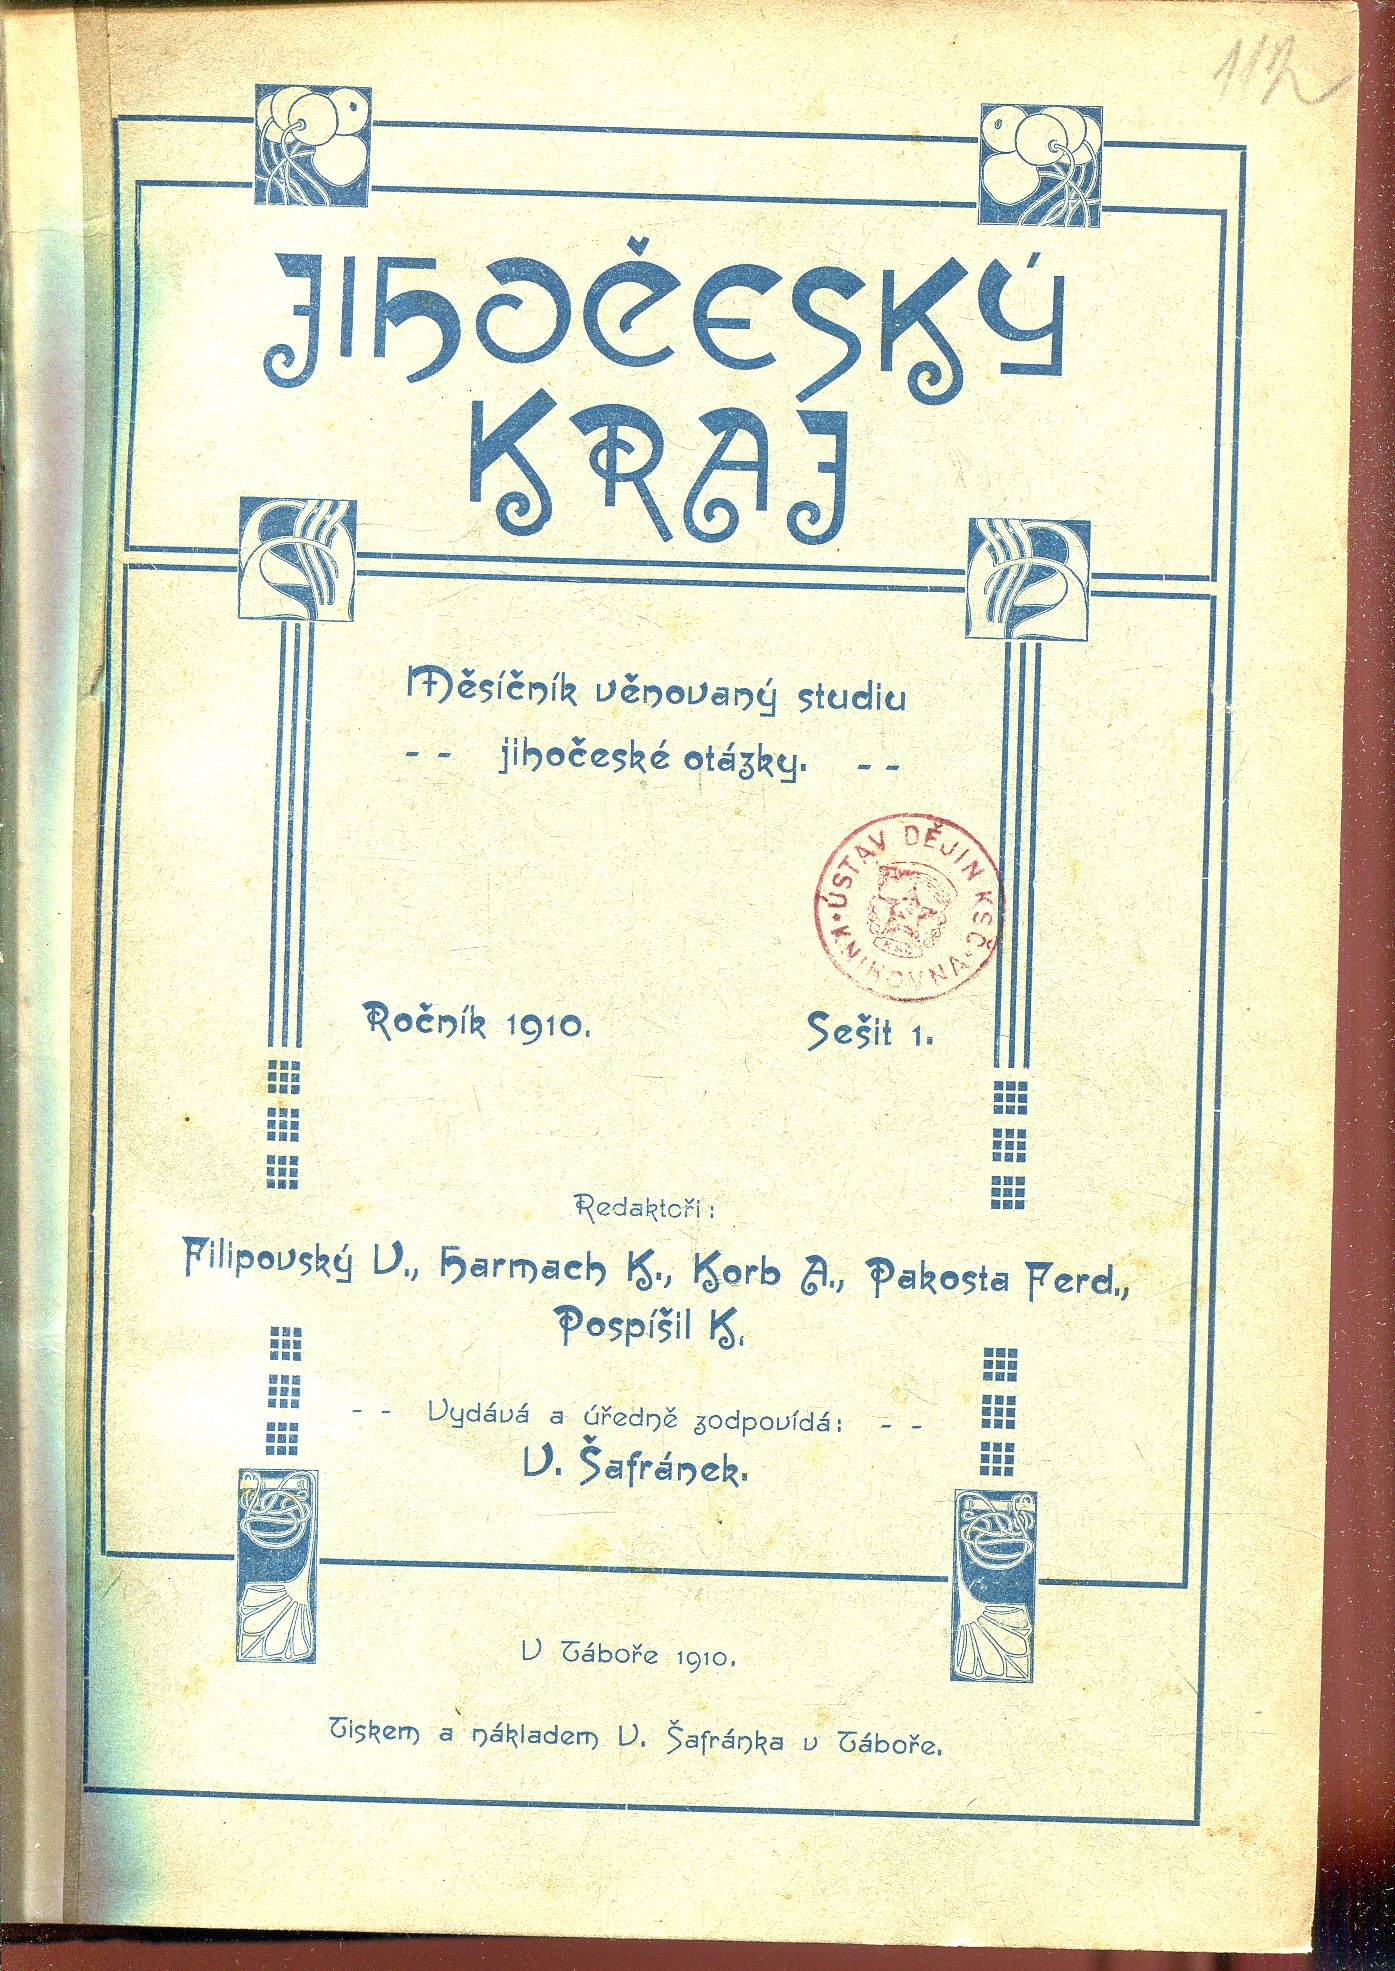 112
JIHOČESKÝ
KRAJ
Měsíčník věnovaný studiu
-- jihočeské otázky. --
ÚSTAV DĚJIN KSČ
KNIHOVNA
KSČ
Ročník 1910. Sešit 1.
Redaktoři:
Filipovský V., Harmach K., Korb A., Pakosta Ferd.,
Pospíšil K.
-- Vydává a úředně zodpovídá: --
V. Šafránek.
V Táboře 1910.
Tiskem a nákladem V. Šafránka v Táboře.